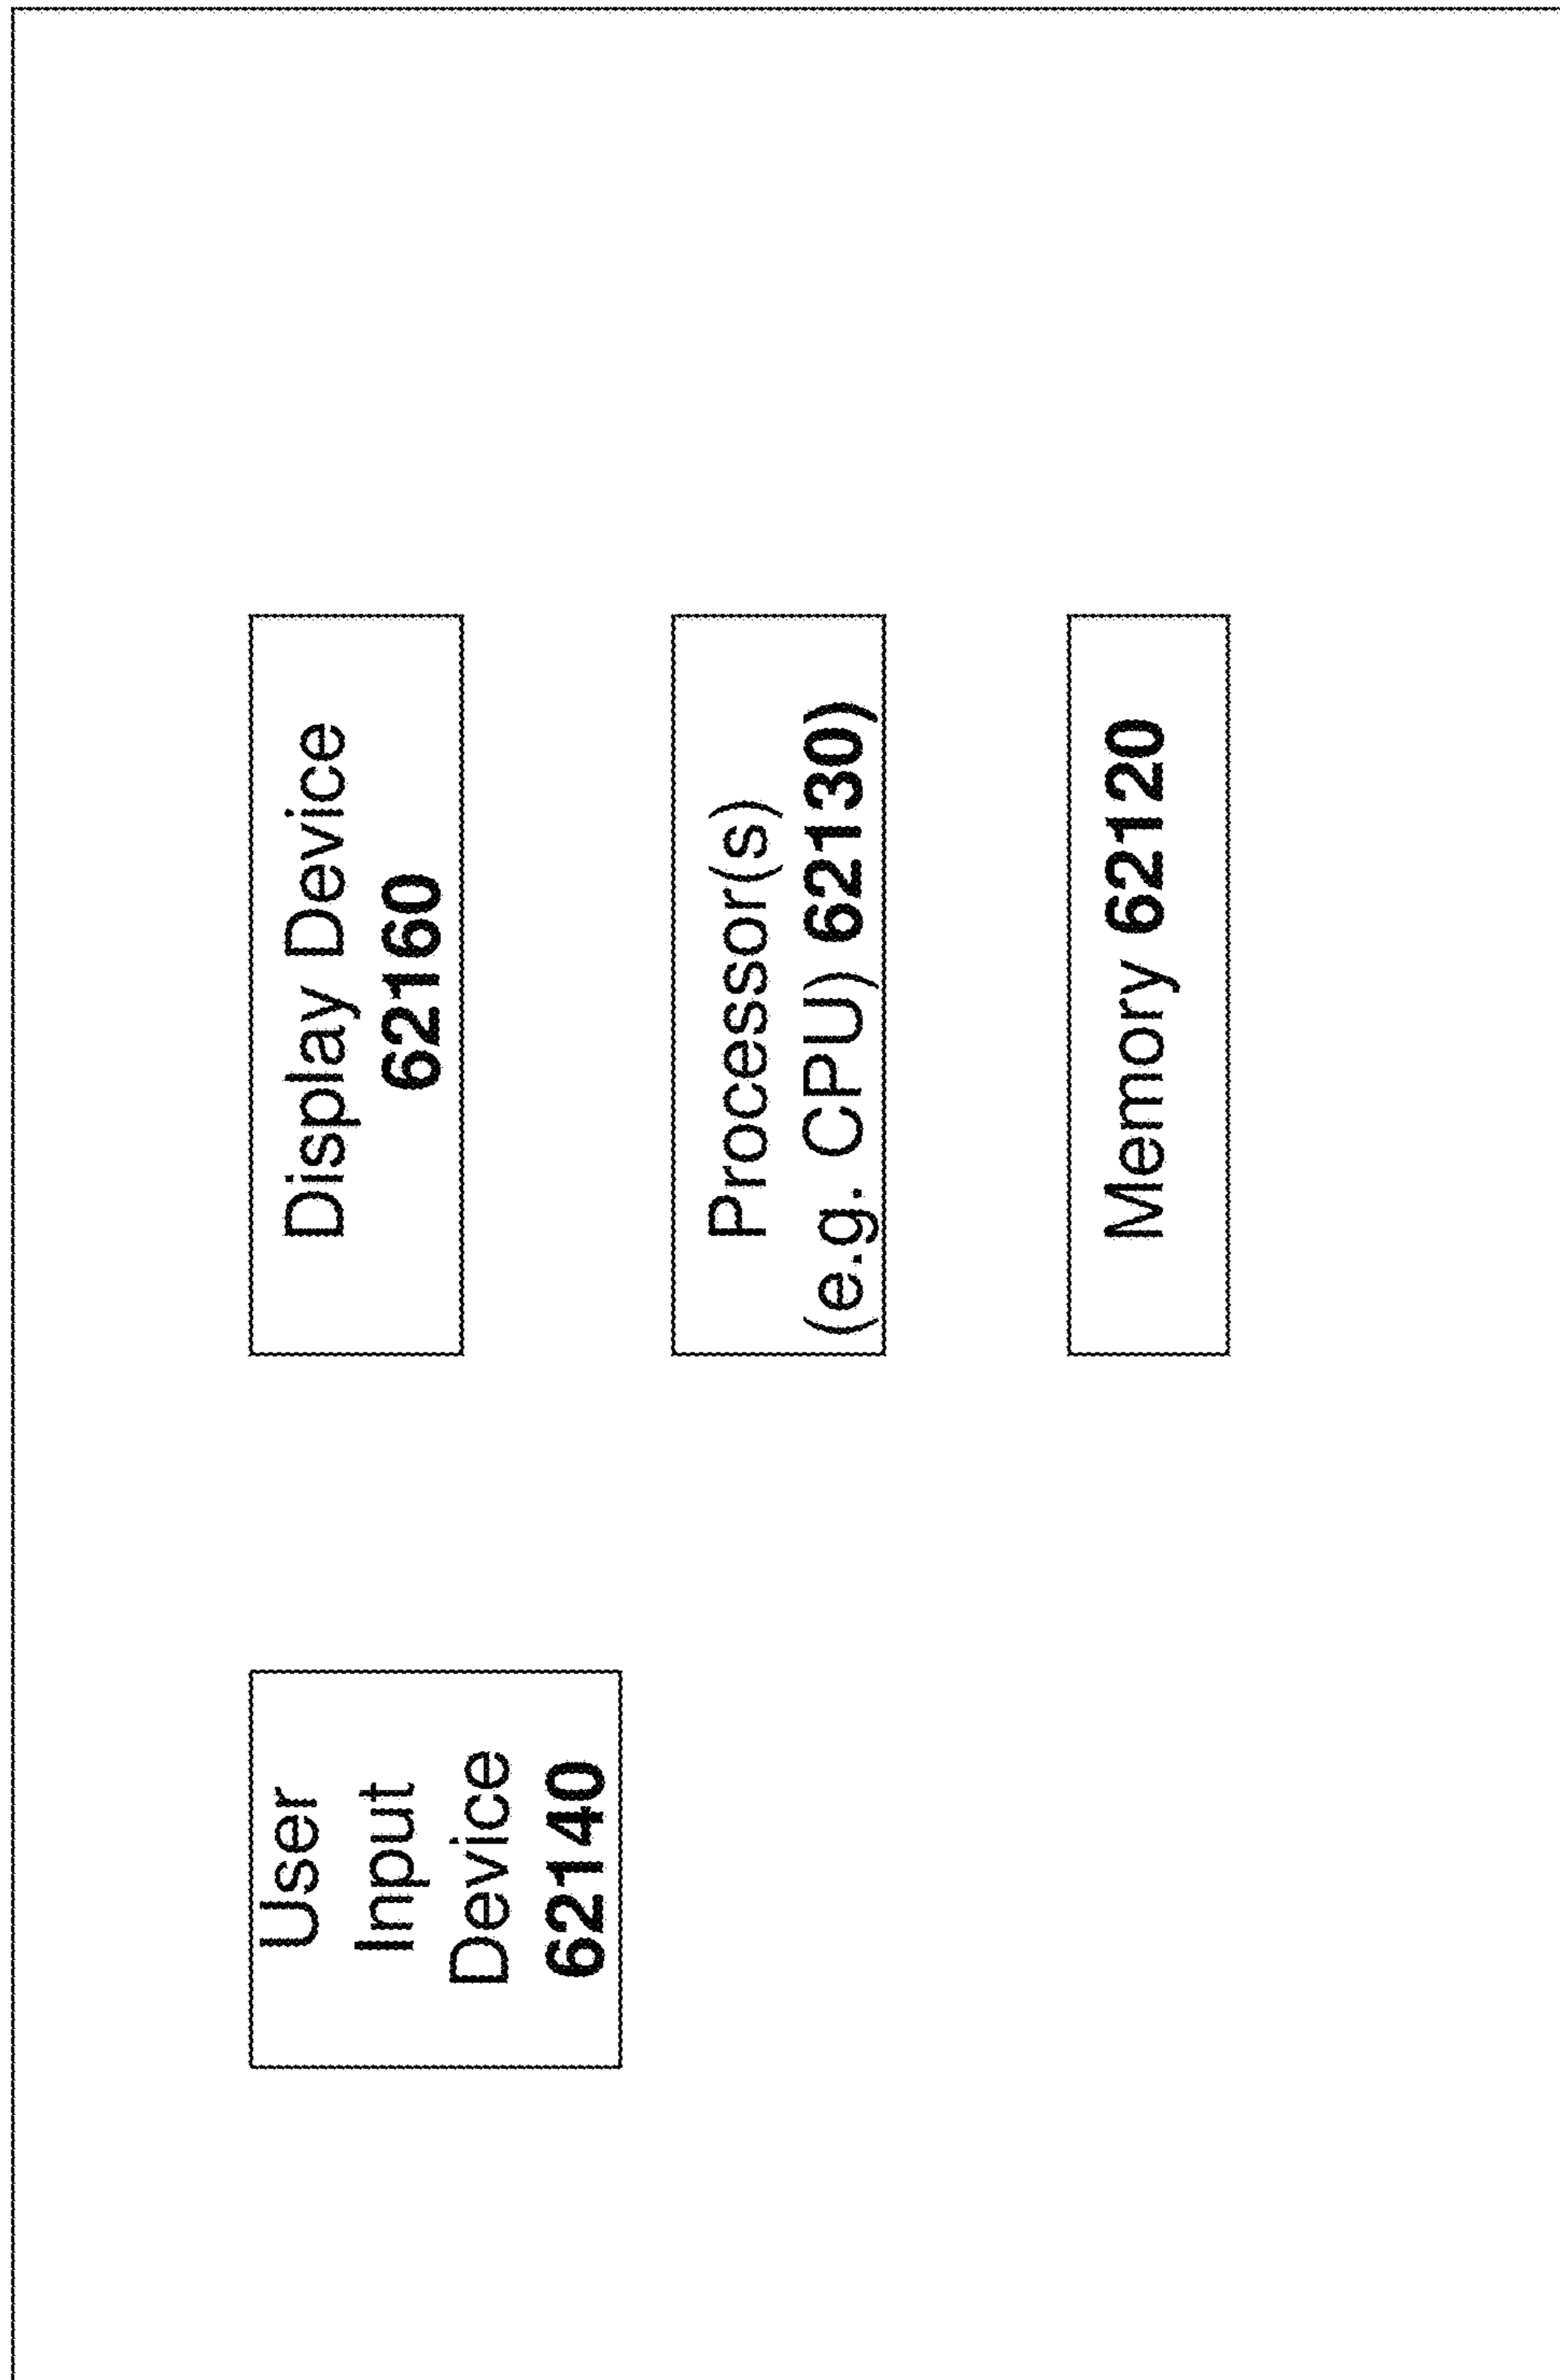 Display Device
62160
Processor(s)
(e.g. CPU) 62130)
Memory 62120
User
Input
Device
62140